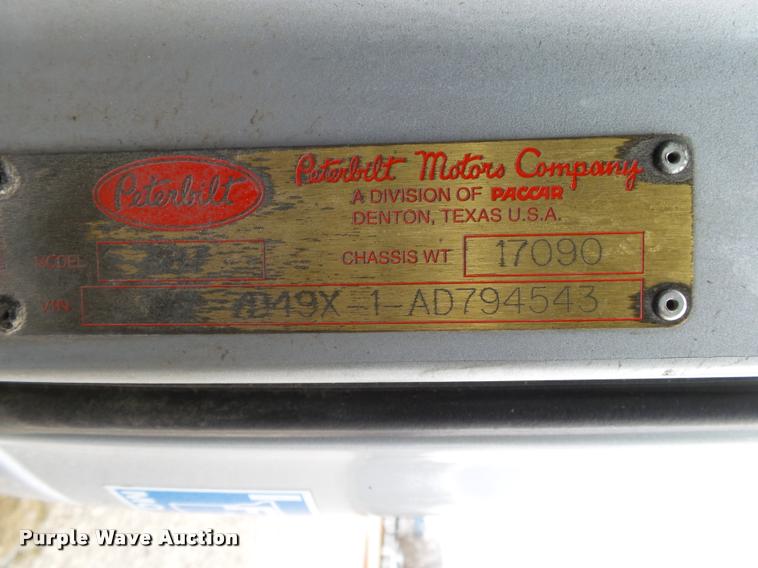 Peterbilt
Peterbilt Motors Company
A DIVISION OF PACCAR
DENTON, TEXAS U.S.A.
MODEL
CHASSIS WT 17090
VIN D49X-1-AD794543
Purple Wave Auction